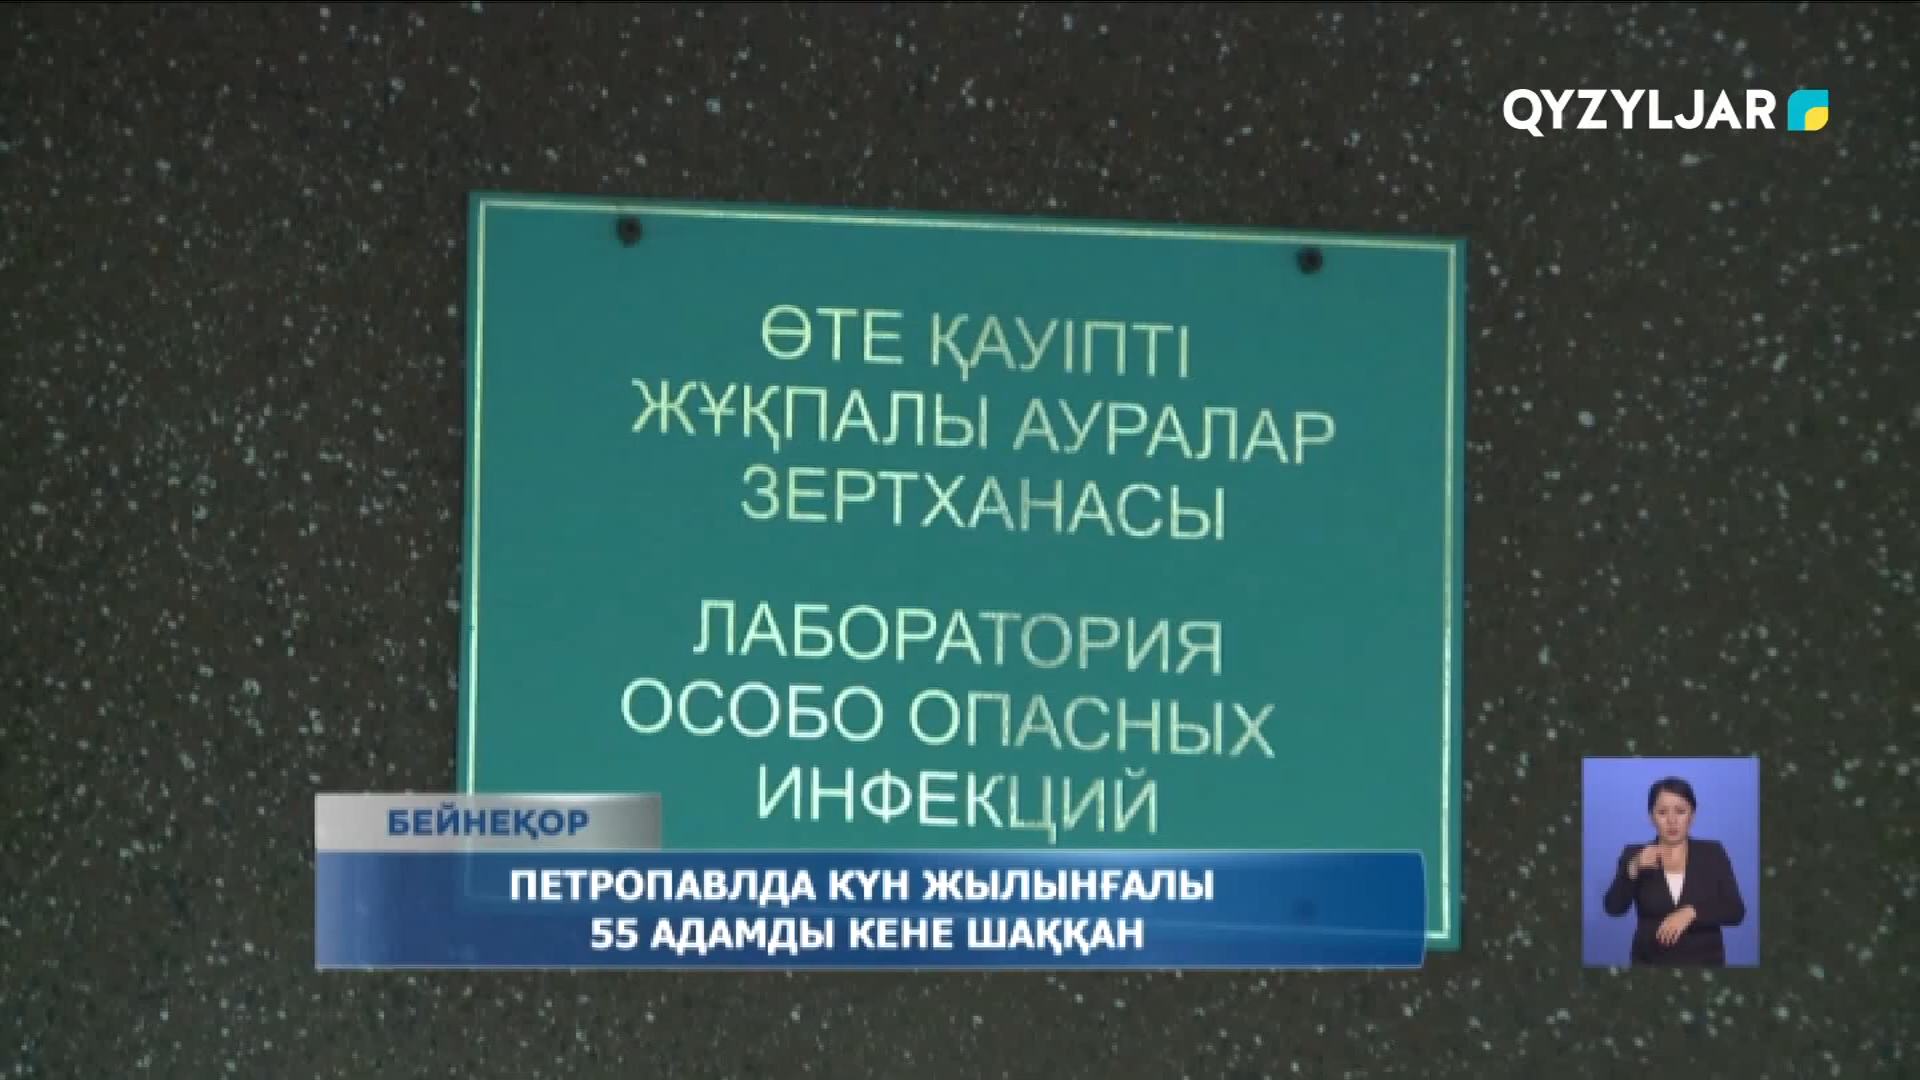 QYZYLJAR
ӨТЕ ҚАУІПТІ
ЖҰҚПАЛЫ АУРАЛАР
ЗЕРТХАНАСЫ
ЛАБОРАТОРИЯ
ОСОБО ОПАСНЫХ
ИНФЕКЦИЙ
БЕЙНЕҚОР
ПЕТРОПАВЛДА КҮН ЖЫЛЫНҒАЛЫ
55 АДАМДЫ КЕНЕ ШАҚҚАН